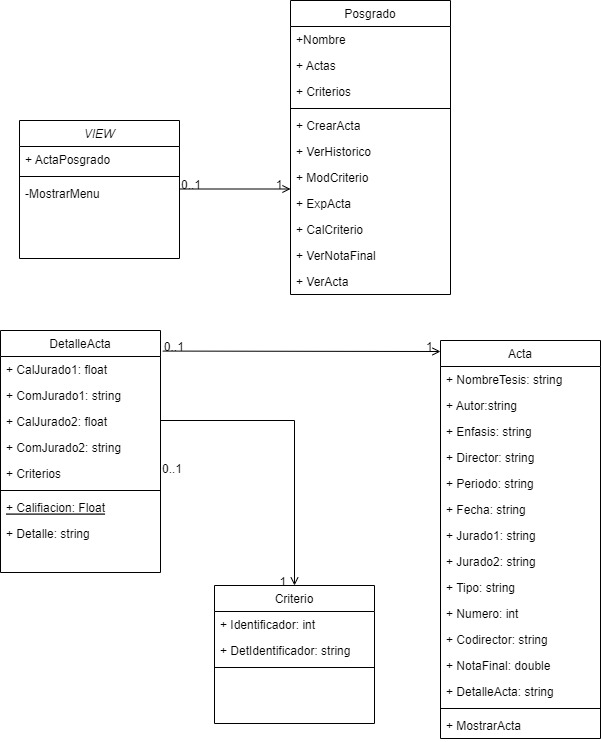 Posgrado
+Nombre
+ Actas
+ Criterios
+ CrearActa
+ VerHistorico
+ ModCriterio
+ ExpActa
+ CalCriterio
+ VerNotaFinal
+ VerActa
VIEW
+ ActaPosgrado
-MostrarMenu
0..1
1
DetalleActa
+ CalJurado1: float
+ ComJurado1: string
+ CalJurado2: float
+ ComJurado2: string
+ Criterios
+ Califiacion: Float
+ Detalle: string
0..1
1
0..1
1
Criterio
+ Identificador: int
+ DetIdentificador: string
Acta
+ NombreTesis: string
+ Autor:string
+ Enfasis: string
+ Director: string
+ Periodo: string
+ Fecha: string
+ Jurado1: string
+ Jurado2: string
+ Tipo: string
+ Numero: int
+ Codirector: string
+ NotaFinal: double
+ DetalleActa: string
+ MostrarActa